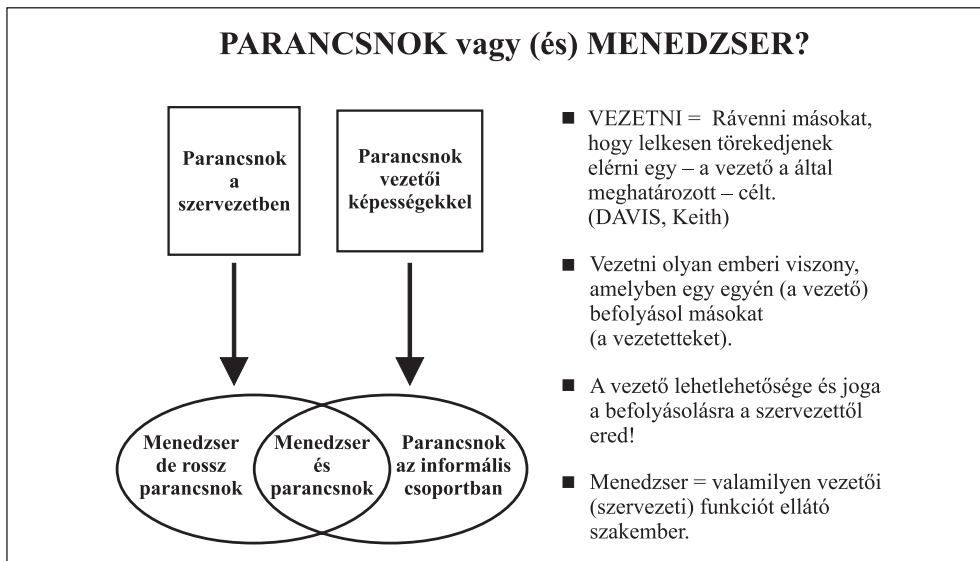 PARANCSNOK vagy (és) MENEDZSER?
Parancsnok
a
szervezetben
Parancsnok
vezetői
képességekkel
Menedzser
de rossz
parancsnok
Menedzser
és
parancsnok
Parancsnok
az informális
csoportban
■ VEZETNI = Rávenni másokat,
hogy lelkesen törekedjenek
elérni egy – a vezető a által
meghatározott – célt.
(DAVIS, Keith)
■ Vezetni olyan emberi viszony,
amelyben egy egyén (a vezető)
befolyásol másokat
(a vezetetteket).
■ A vezető lehetlehetősége és joga
a befolyásolásra a szervezettől
ered!
■ Menedzser = valamilyen vezetői
(szervezeti) funkciót ellátó
szakember.